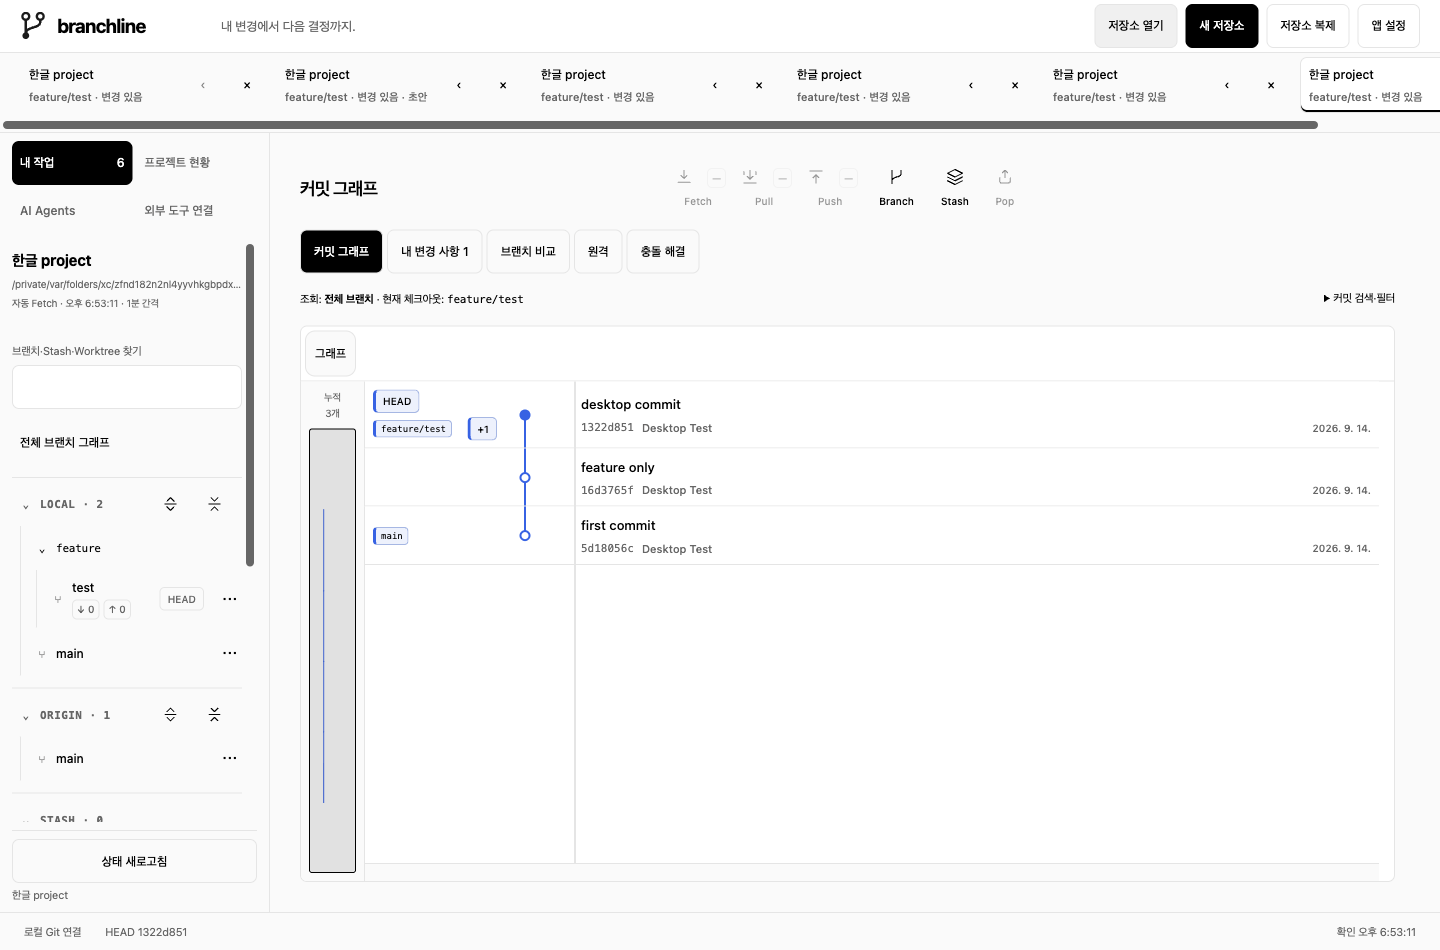 branchline
내 변경에서 다음 결정까지.
저장소 열기
새 저장소
저장소 복제
앱 설정
한글 project
feature/test · 변경 있음
한글 project
feature/test · 변경 있음 · 초안
한글 project
feature/test · 변경 있음
한글 project
feature/test · 변경 있음
한글 project
feature/test · 변경 있음
한글 project
feature/test · 변경 있음
내 작업 6
프로젝트 현황
AI Agents
외부 도구 연결
한글 project
/private/var/folders/xc/zfnd182n2nl4yyvhkgbpdx...
자동 Fetch · 오후 6:53:11 · 1분 간격
브랜치·Stash·Worktree 찾기
전체 브랜치 그래프
LOCAL · 2
feature
test
↓ 0 ↑ 0
HEAD
main
ORIGIN · 1
main
STASH · 0
상태 새로고침
한글 project
커밋 그래프
Fetch
Pull
Push
Branch
Stash
Pop
커밋 그래프
내 변경 사항 1
브랜치 비교
원격
충돌 해결
조회: 전체 브랜치 · 현재 체크아웃: feature/test
▶ 커밋 검색·필터
그래프
누적
3개
HEAD
feature/test
+1
desktop commit
1322d851 Desktop Test
2026. 9. 14.
feature only
16d3765f Desktop Test
2026. 9. 14.
main
first commit
5d18056c Desktop Test
2026. 9. 14.
로컬 Git 연결
HEAD 1322d851
확인 오후 6:53:11